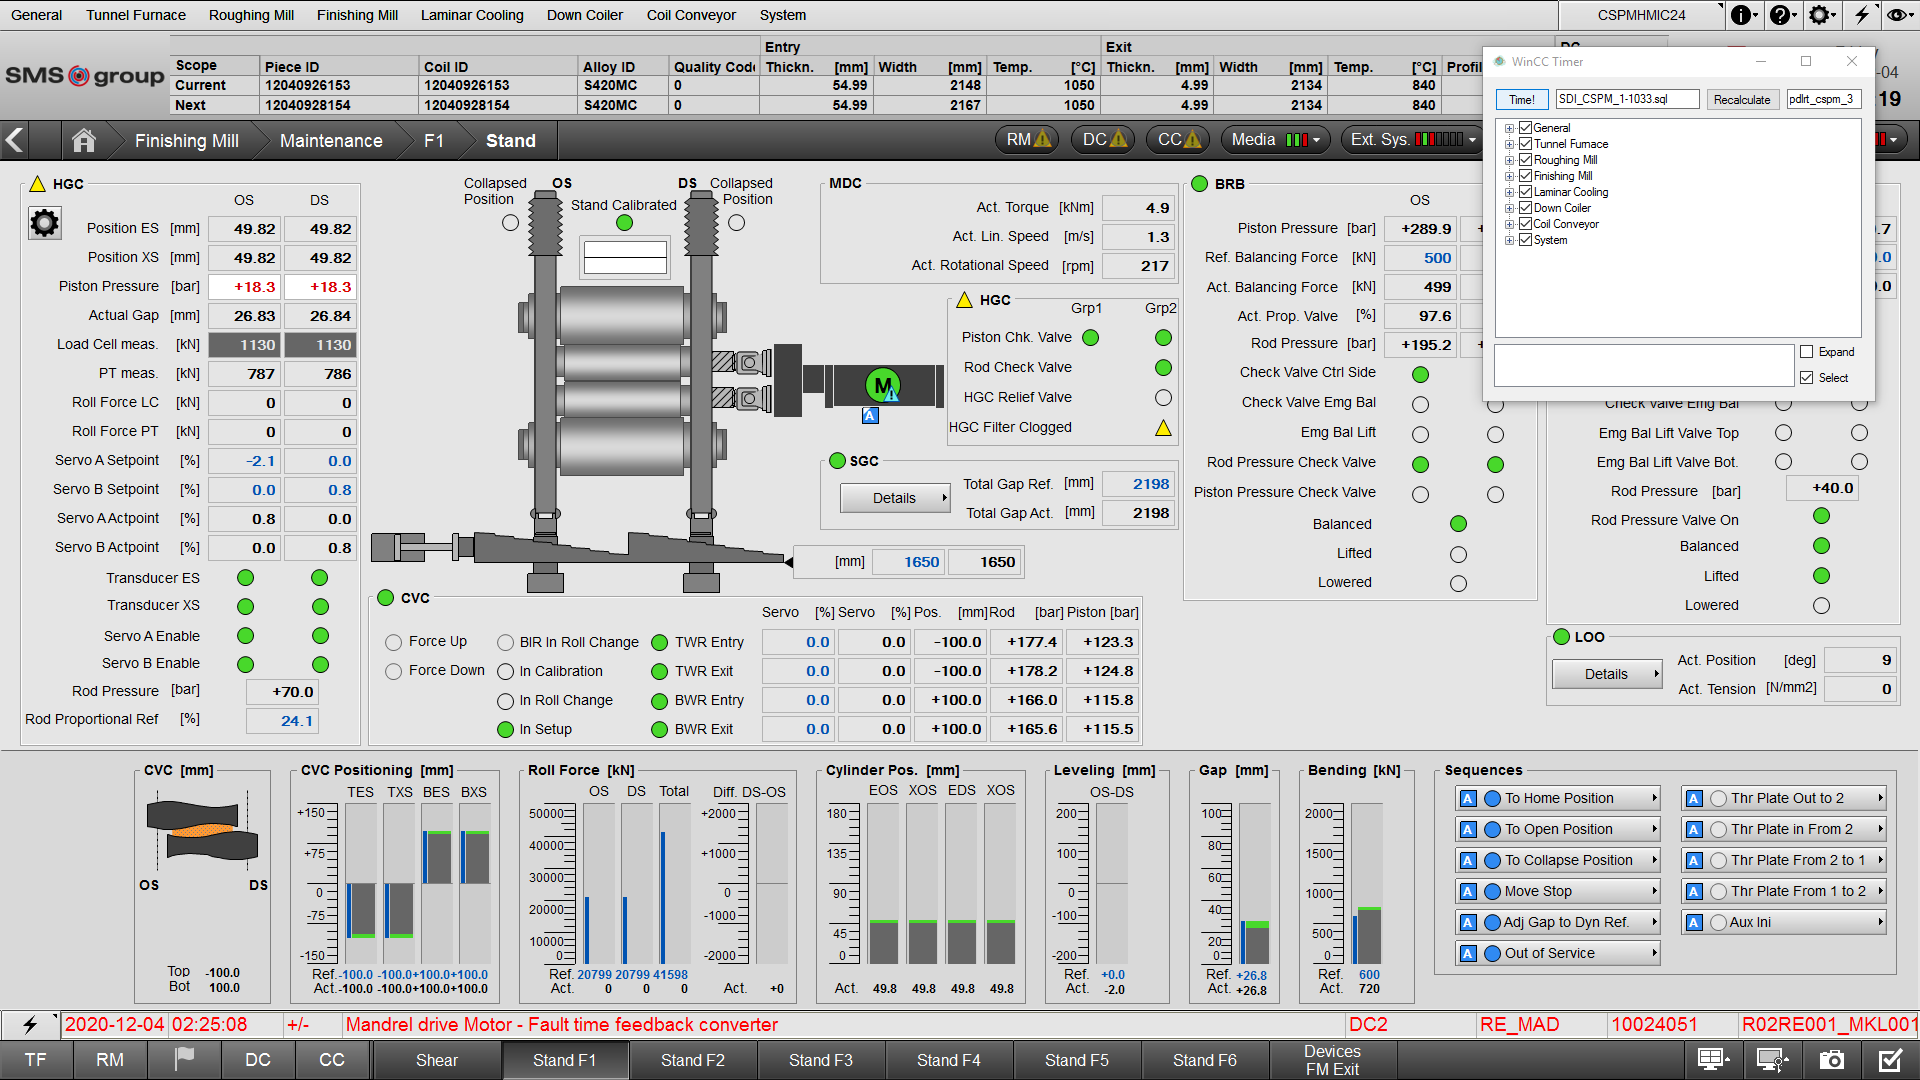 General Tunnel Furnace Roughing Mill Finishing Mill Laminar Cooling Down Coiler Coil Conveyor System CSPMHMIC24
Entry Exit
Scope Piece ID Coil ID Alloy ID Quality Code Thickn. [mm] Width [mm] Temp. [°C] Thickn. [mm] Width [mm] Temp. [°C] Profil
Current 12040926153 12040926153 S420MC 0 54.99 2148 1050 4.99 2134 840
Next 12040928154 12040928154 S420MC 0 54.99 2167 1050 4.99 2134 840
SMS group
-04
:19
WinCC Timer
Time! SDI_CSPM_1-1033.sql Recalculate pdlrt_cspm_3
General
Tunnel Furnace
Roughing Mill
Finishing Mill
Laminar Cooling
Down Coiler
Coil Conveyor
System
Expand
Select
Finishing Mill Maintenance F1 Stand RM DC CC Media Ext. Sys.
HGC
OS DS
Position ES [mm] 49.82 49.82
Position XS [mm] 49.82 49.82
Piston Pressure [bar] +18.3 +18.3
Actual Gap [mm] 26.83 26.84
Load Cell meas. [kN] 1130 1130
PT meas. [kN] 787 786
Roll Force LC [kN] 0 0
Roll Force PT [kN] 0 0
Servo A Setpoint [%] -2.1 0.0
Servo B Setpoint [%] 0.0 0.8
Servo A Actpoint [%] 0.8 0.0
Servo B Actpoint [%] 0.0 0.8
Transducer ES
Transducer XS
Servo A Enable
Servo B Enable
Rod Pressure [bar] +70.0
Rod Proportional Ref [%] 24.1
Collapsed Position OS DS Collapsed Position
Stand Calibrated
M
A
[mm] 1650 1650
MDC
Act. Torque [kNm] 4.9
Act. Lin. Speed [m/s] 1.3
Act. Rotational Speed [rpm] 217
HGC
Grp1 Grp2
Piston Chk. Valve
Rod Check Valve
HGC Relief Valve
HGC Filter Clogged
SGC
Details
Total Gap Ref. [mm] 2198
Total Gap Act. [mm] 2198
BRB
OS
Piston Pressure [bar] +289.9
Ref. Balancing Force [kN] 500
Act. Balancing Force [kN] 499
Act. Prop. Valve [%] 97.6
Rod Pressure [bar] +195.2
Check Valve Ctrl Side
Check Valve Emg Bal
Emg Bal Lift
Rod Pressure Check Valve
Piston Pressure Check Valve
Balanced
Lifted
Lowered
.7
.0
.0
Check Valve Emg Bal
Emg Bal Lift Valve Top
Emg Bal Lift Valve Bot.
Rod Pressure [bar] +40.0
Rod Pressure Valve On
Balanced
Lifted
Lowered
LOO
Details
Act. Position [deg] 9
Act. Tension [N/mm2] 0
CVC
Servo [%] Servo [%] Pos. [mm] Rod [bar] Piston [bar]
Force Up BIR In Roll Change TWR Entry 0.0 0.0 -100.0 +177.4 +123.3
Force Down In Calibration TWR Exit 0.0 0.0 -100.0 +178.2 +124.8
In Roll Change BWR Entry 0.0 0.0 +100.0 +166.0 +115.8
In Setup BWR Exit 0.0 0.0 +100.0 +165.6 +115.5
CVC [mm]
OS DS
Top -100.0
Bot 100.0
CVC Positioning [mm]
TES TXS BES BXS
+150
+75
0
-75
-150
Ref. -100.0 -100.0 +100.0 +100.0
Act. -100.0 -100.0 +100.0 +100.0
Roll Force [kN]
OS DS Total Diff. DS-OS
50000 +2000
40000 +1000
30000 0
20000 -1000
10000 -2000
0
Ref. 20799 20799 41598
Act. 0 0 0 Act. +0
Cylinder Pos. [mm]
EOS XOS EDS XOS
180
135
90
45
0
Act. 49.8 49.8 49.8 49.8
Leveling [mm]
OS-DS
200
100
0
-100
-200
Ref. +0.0
Act. -2.0
Gap [mm]
100
80
60
40
20
0
Ref. +26.8
Act. +26.8
Bending [kN]
2000
1500
1000
500
0
Ref. 600
Act. 720
Sequences
A To Home Position A Thr Plate Out to 2
A To Open Position A Thr Plate in From 2
A To Collapse Position A Thr Plate From 2 to 1
A Move Stop A Thr Plate From 1 to 2
A Adj Gap to Dyn Ref. A Aux Ini
A Out of Service
2020-12-04 02:25:08 +/- Mandrel drive Motor - Fault time feedback converter DC2 RE_MAD 10024051 R02RE001_MKL001
TF RM DC CC Shear Stand F1 Stand F2 Stand F3 Stand F4 Stand F5 Stand F6 Devices FM Exit